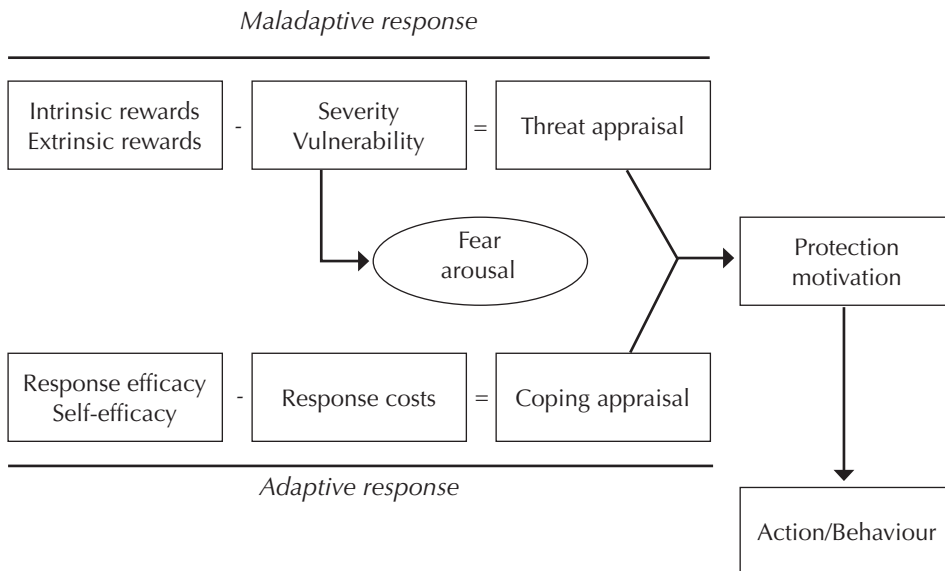 Maladaptive response
Intrinsic rewards
Extrinsic rewards
-
Severity
Vulnerability
=
Threat appraisal
Fear
arousal
Protection
motivation
Response efficacy
Self-efficacy
-
Response costs
=
Coping appraisal
Adaptive response
Action/Behaviour